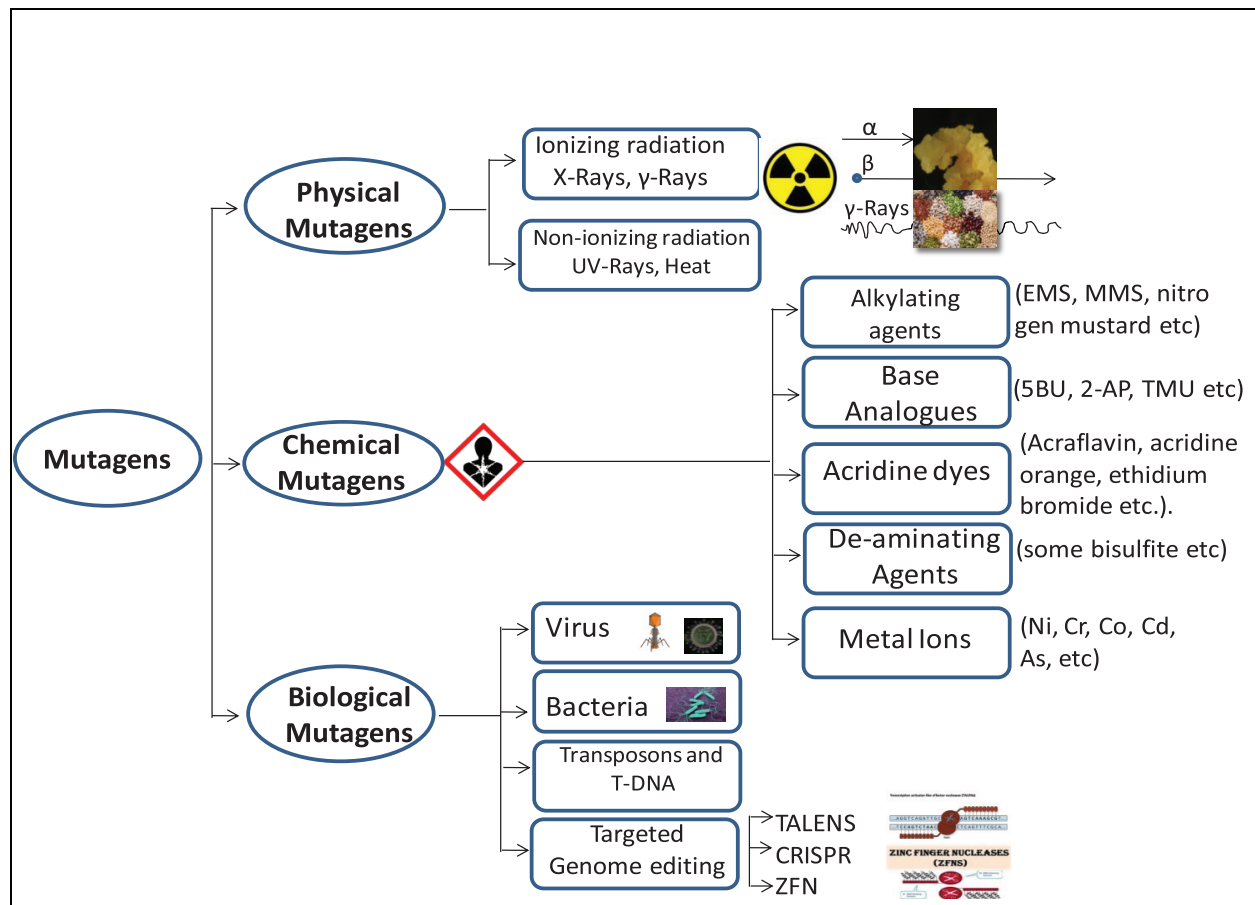 Mutagens
Physical
Mutagens
Ionizing radiation
X-Rays, γ-Rays
Non-ionizing radiation
UV-Rays, Heat
α
β
γ-Rays
Chemical
Mutagens
Alkylating
agents
(EMS, MMS, nitro
gen mustard etc)
Base
Analogues
(5BU, 2-AP, TMU etc)
Acridine dyes
(Acraflavin, acridine
orange, ethidium
bromide etc.).
De-aminating
Agents
(some bisulfite etc)
Metal Ions
(Ni, Cr, Co, Cd,
As, etc)
Biological
Mutagens
Virus
Bacteria
Transposons and
T-DNA
Targeted
Genome editing
TALENS
CRISPR
ZFN
ZINC FINGER NUCLEASES
(ZFNS)